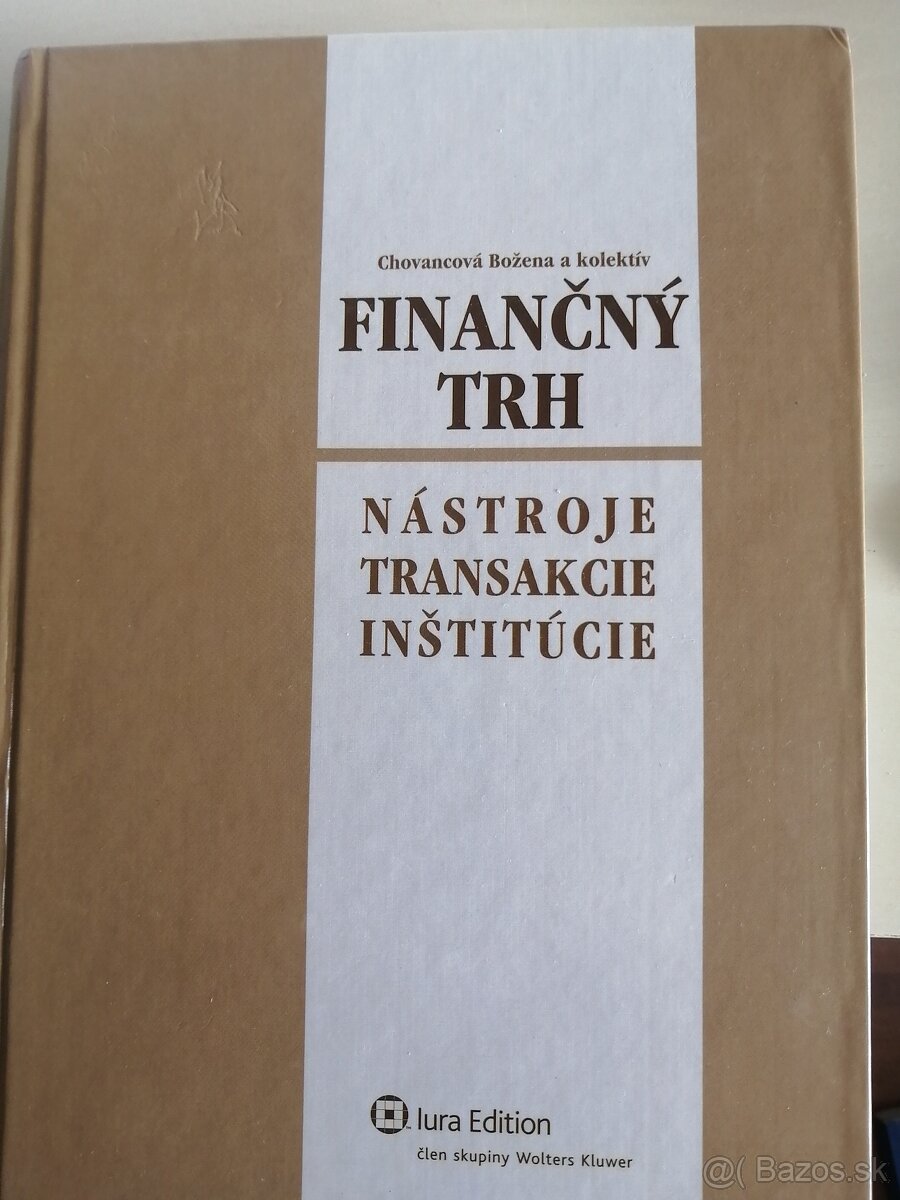 Chovancová Božena a kolektív
FINANČNÝ
TRH
NÁSTROJE
TRANSAKCIE
INŠTITÚCIE
Iura Edition
člen skupiny Wolters Kluwer
@( Bazos.sk